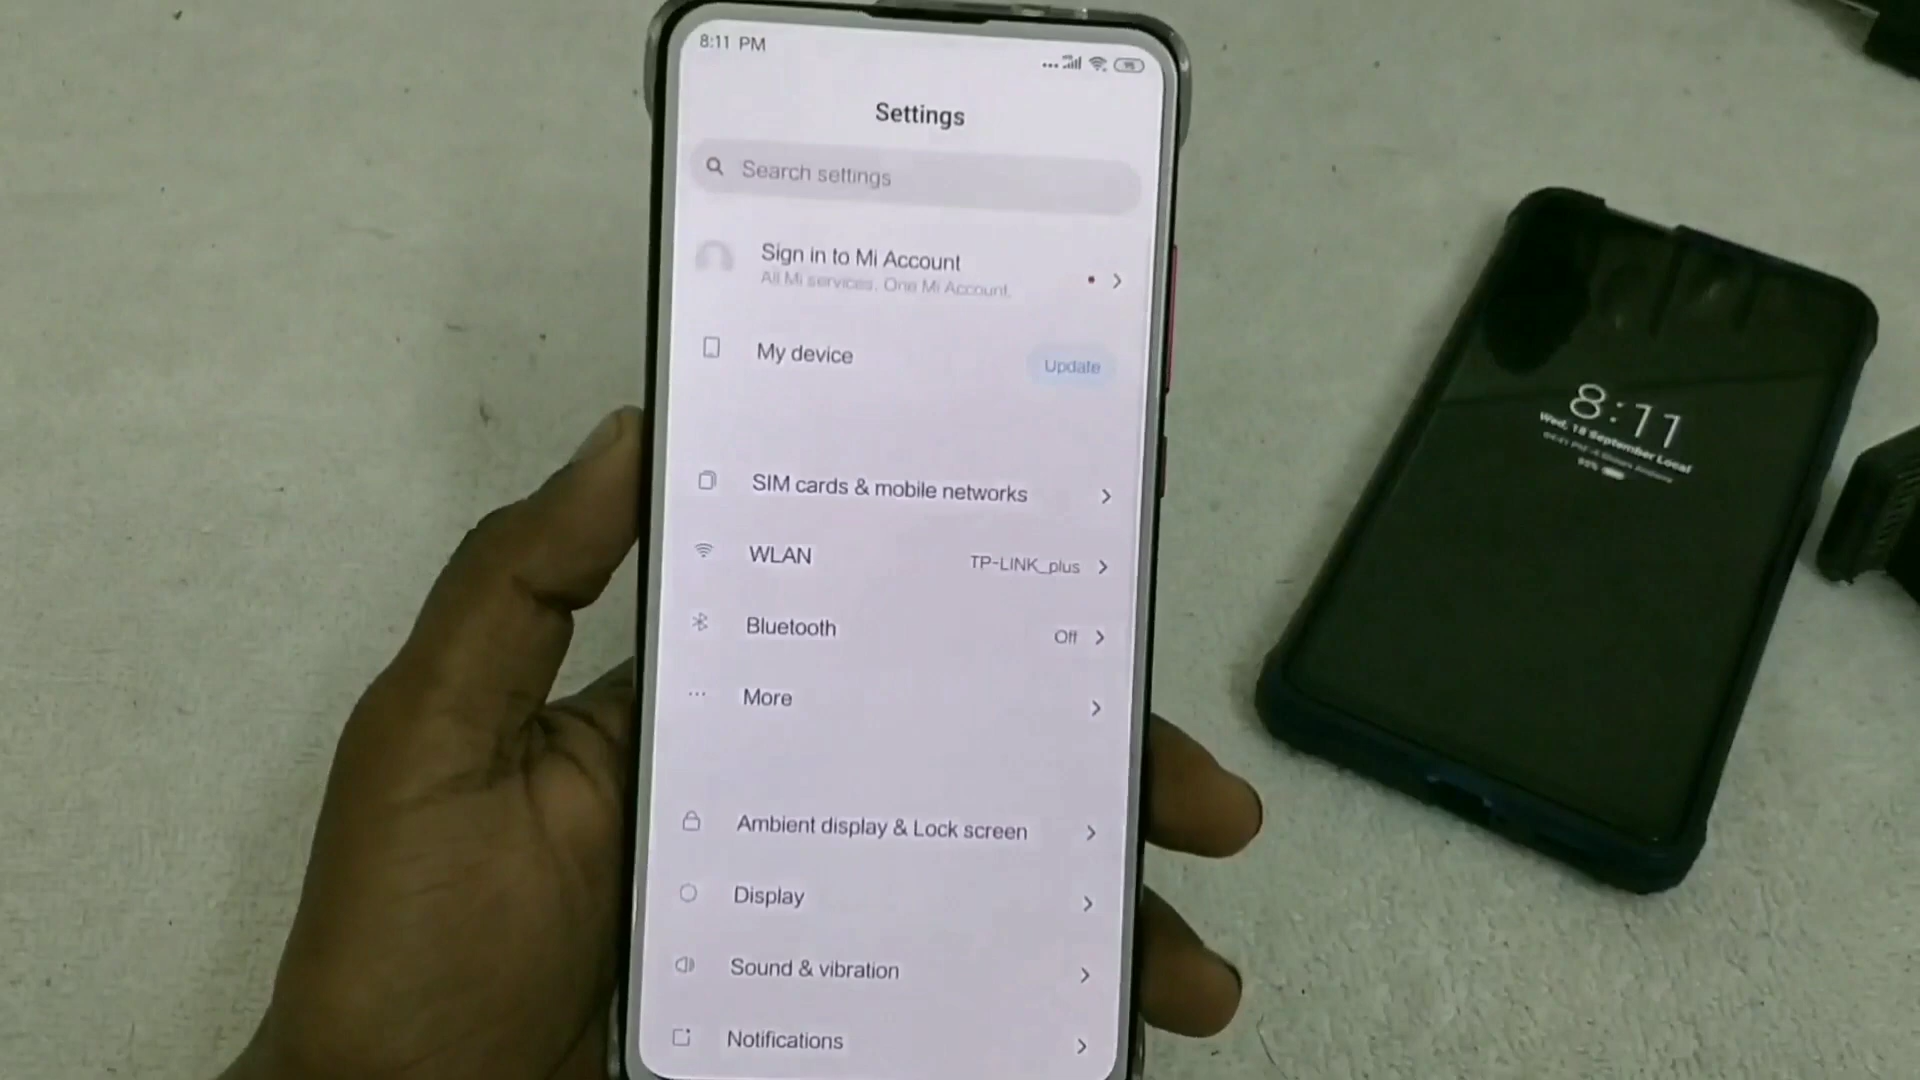 8:11 PM
95
Settings
Search settings
Sign in to Mi Account
All Mi services. One Mi Account.
My device
Update
SIM cards & mobile networks
WLAN
TP-LINK_plus
Bluetooth
Off
More
Ambient display & Lock screen
Display
Sound & vibration
Notifications
8:11
Wed, 18 September Local
93%